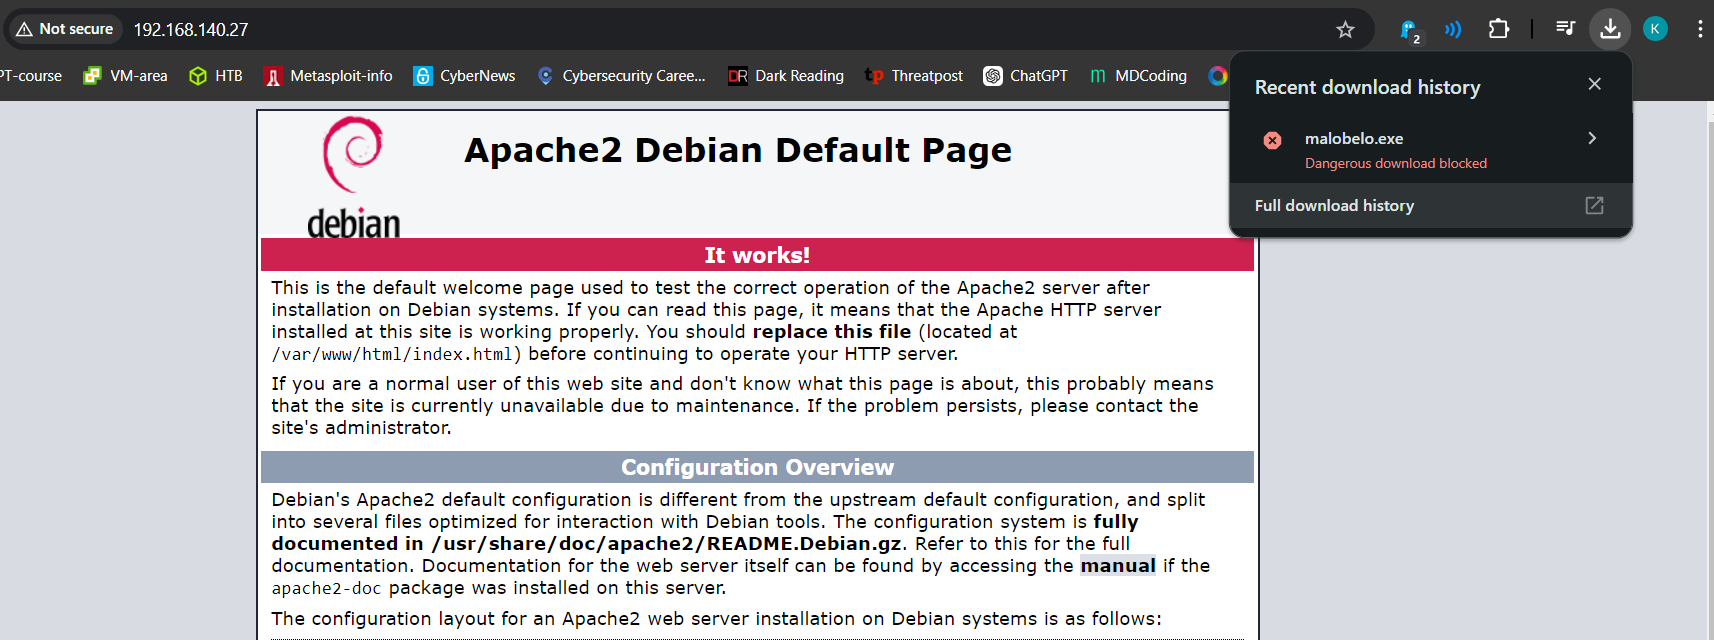 Not secure
192.168.140.27
2
K
PT-course
VM-area
HTB
Metasploit-info
CyberNews
Cybersecurity Caree...
DR
Dark Reading
tp
Threatpost
ChatGPT
m
MDCoding
Recent download history
malobelo.exe
Dangerous download blocked
Full download history
debian
Apache2 Debian Default Page
It works!
This is the default welcome page used to test the correct operation of the Apache2 server after
installation on Debian systems. If you can read this page, it means that the Apache HTTP server
installed at this site is working properly. You should replace this file (located at
/var/www/html/index.html) before continuing to operate your HTTP server.
If you are a normal user of this web site and don't know what this page is about, this probably means
that the site is currently unavailable due to maintenance. If the problem persists, please contact the
site's administrator.
Configuration Overview
Debian's Apache2 default configuration is different from the upstream default configuration, and split
into several files optimized for interaction with Debian tools. The configuration system is fully
documented in /usr/share/doc/apache2/README.Debian.gz. Refer to this for the full
documentation. Documentation for the web server itself can be found by accessing the manual if the
apache2-doc package was installed on this server.
The configuration layout for an Apache2 web server installation on Debian systems is as follows: